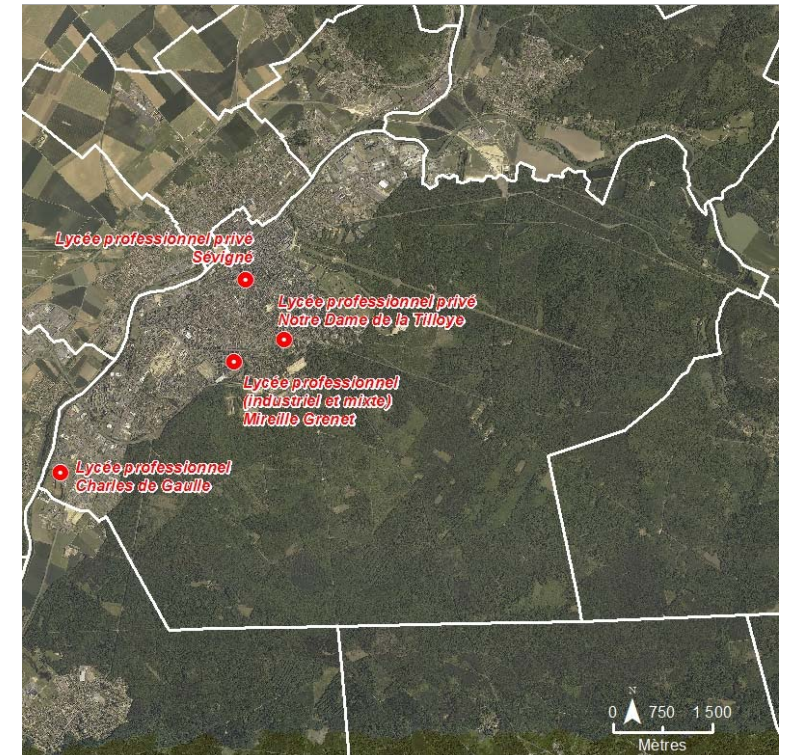 Lycée professionnel privé
Sévigné
Lycée professionnel privé
Notre Dame de la Tilloye
Lycée professionnel
(industriel et mixte)
Mireille Grenet
Lycée professionnel
Charles de Gaulle
N
0 750 1 500
Mètres